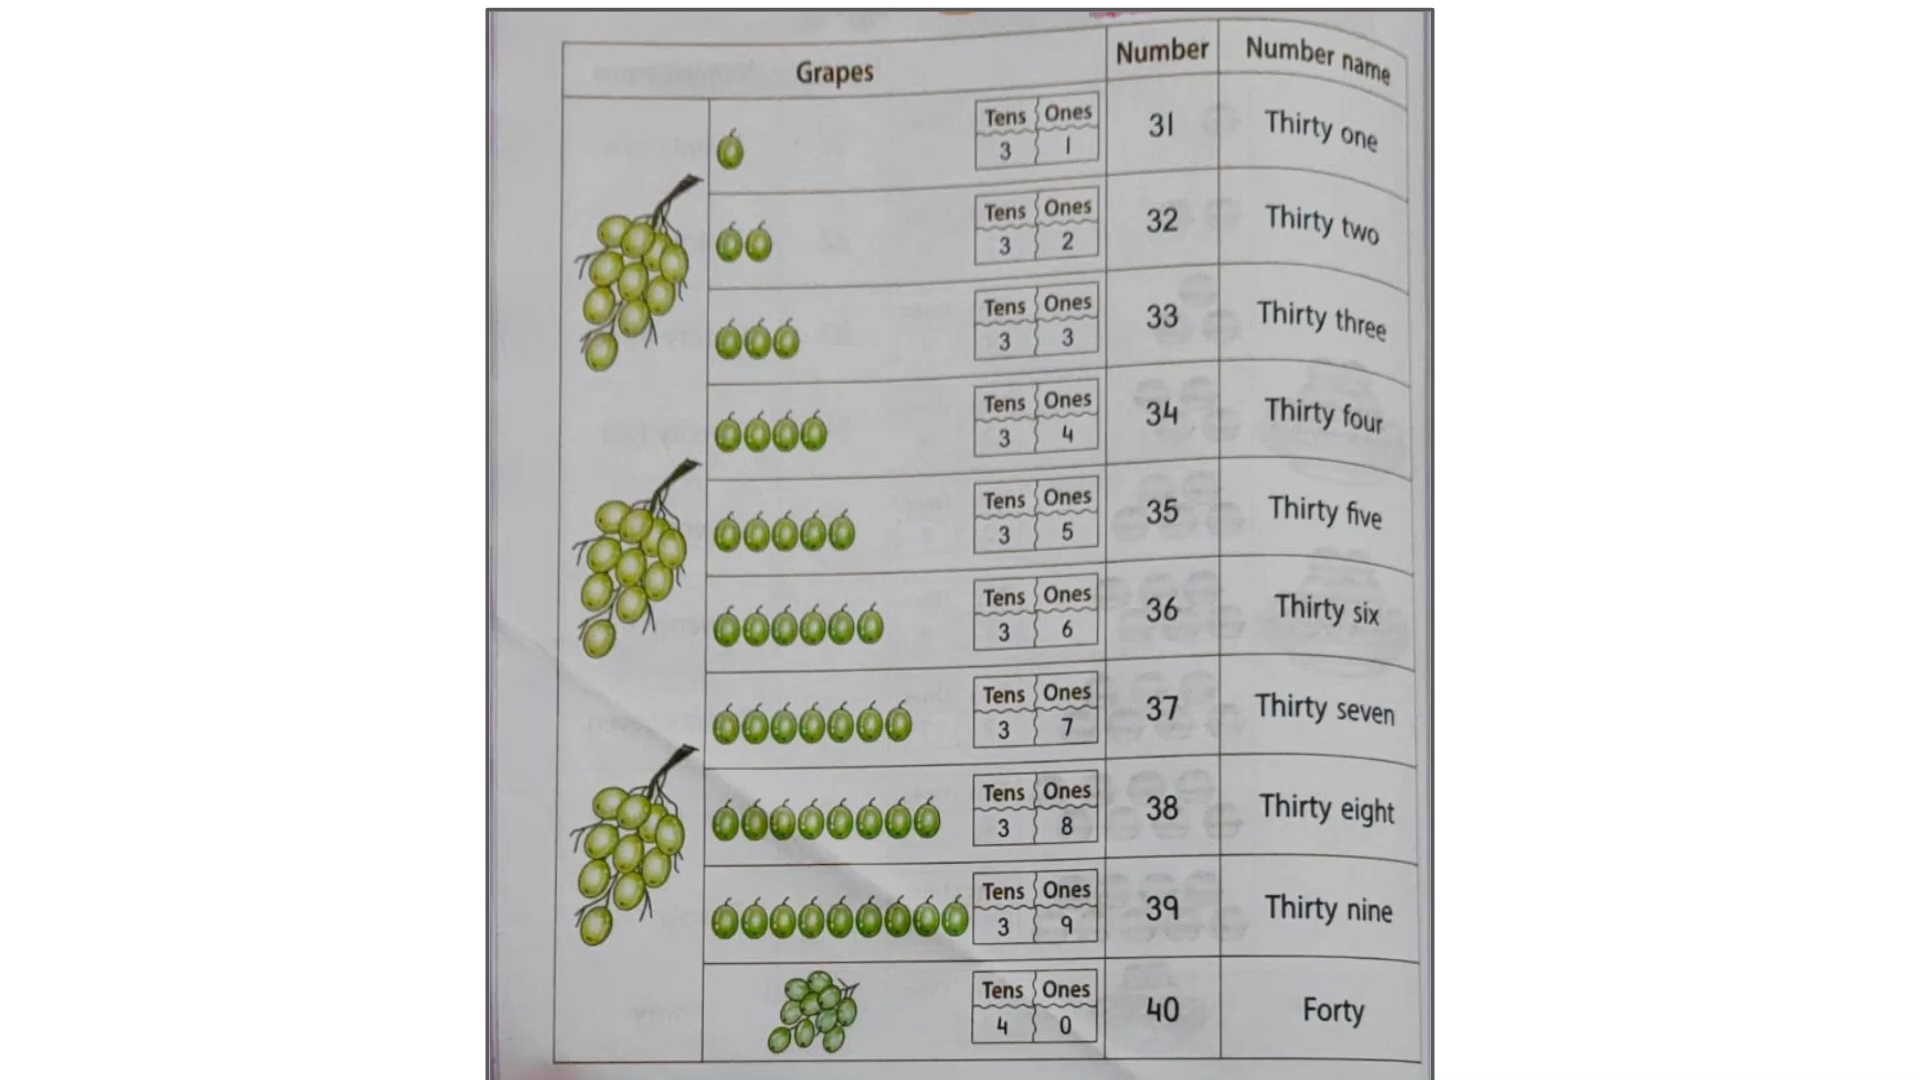 Grapes Number Number name
Tens Ones
3 1
31 Thirty one
Tens Ones
3 2
32 Thirty two
Tens Ones
3 3
33 Thirty three
Tens Ones
3 4
34 Thirty four
Tens Ones
3 5
35 Thirty five
Tens Ones
3 6
36 Thirty six
Tens Ones
3 7
37 Thirty seven
Tens Ones
3 8
38 Thirty eight
Tens Ones
3 9
39 Thirty nine
Tens Ones
4 0
40 Forty